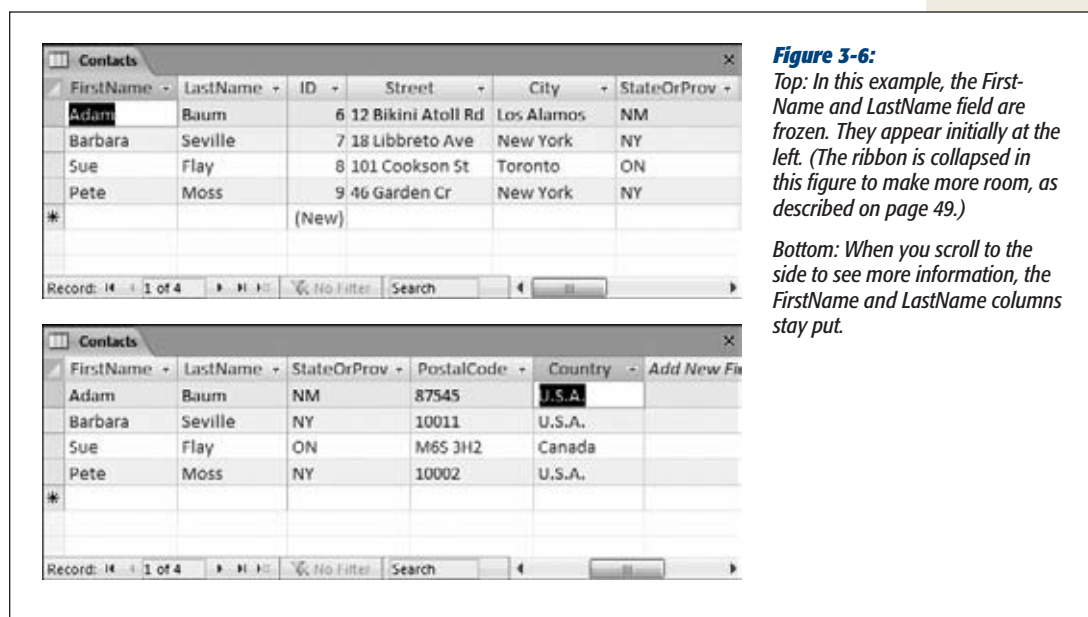 Contacts
FirstName LastName ID Street City StateOrProv
Adam Baum 6 12 Bikini Atoll Rd Los Alamos NM
Barbara Seville 7 18 Libbreto Ave New York NY
Sue Flay 8 101 Cookson St Toronto ON
Pete Moss 9 46 Garden Cr New York NY
(New)
Record: 1 of 4 No Filter Search
Contacts
FirstName LastName StateOrProv PostalCode Country Add New Fie
Adam Baum NM 87545 U.S.A.
Barbara Seville NY 10011 U.S.A.
Sue Flay ON M6S 3H2 Canada
Pete Moss NY 10002 U.S.A.
Record: 1 of 4 No Filter Search
Figure 3-6:
Top: In this example, the First-
Name and LastName field are
frozen. They appear initially at the
left. (The ribbon is collapsed in
this figure to make more room, as
described on page 49.)
Bottom: When you scroll to the
side to see more information, the
FirstName and LastName columns
stay put.